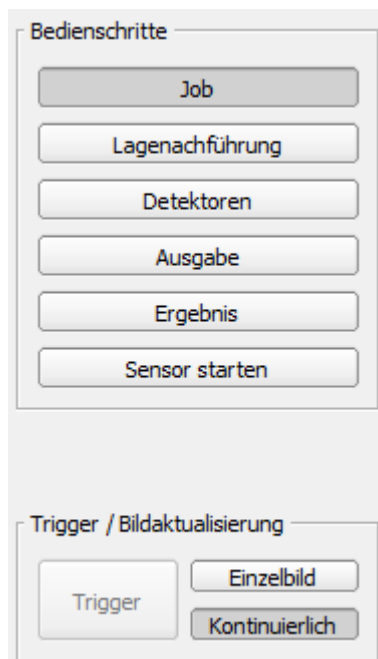 Bedienschritte
Job
Lagenachführung
Detektoren
Ausgabe
Ergebnis
Sensor starten
Trigger / Bildaktualisierung
Trigger
Einzelbild
Kontinuierlich